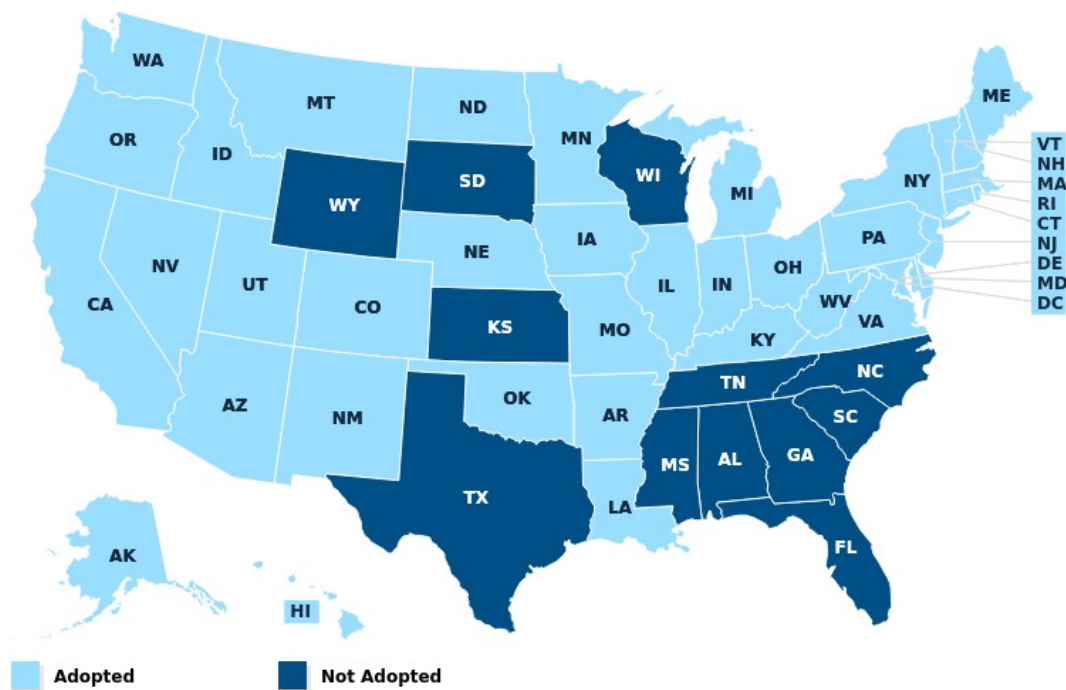 WA
MT
ND
MN
ME
OR
ID
VT
NH
WY
SD
WI
MI
NY
MA
RI
CT
NJ
DE
MD
DC
NV
UT
CO
NE
IA
IL
IN
OH
PA
CA
KS
MO
WV
VA
KY
AZ
NM
OK
AR
TN
NC
SC
TX
LA
MS
AL
GA
FL
AK
HI
Adopted
Not Adopted